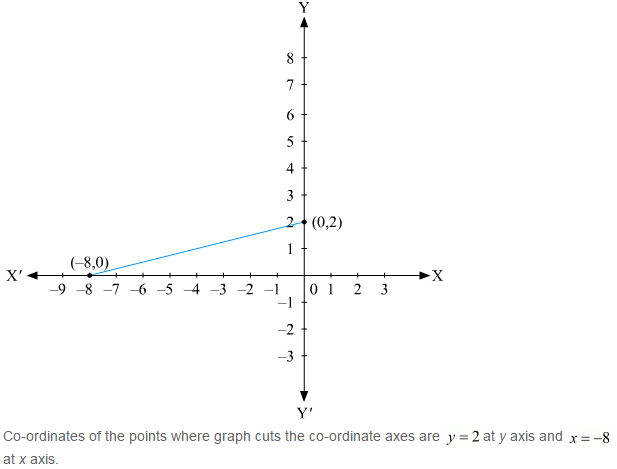 Y
8
7
6
5
4
3
2 (0,2)
1
(–8,0)
X′ X
–9 –8 –7 –6 –5 –4 –3 –2 –1 0 1 2 3
–1
–2
–3
Y′
Co-ordinates of the points where graph cuts the co-ordinate axes are y = 2 at y axis and x = –8
at x axis.